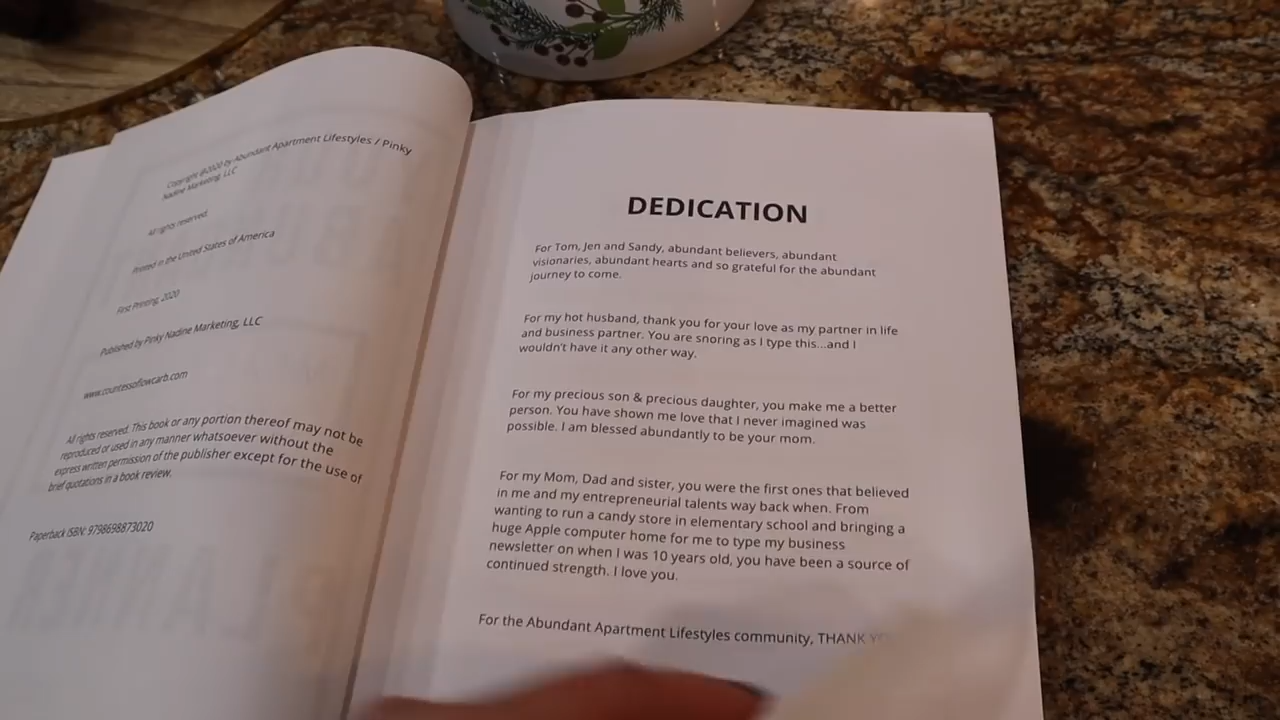 Copyright @2020 by Abundant Apartment Lifestyles / Pinky
Nadine Marketing, LLC
All rights reserved.
Printed in the United States of America
First Printing, 2020
Published by Pinky Nadine Marketing, LLC
www.countessoflowcarb.com
All rights reserved. This book or any portion thereof may not be
reproduced or used in any manner whatsoever without the
express written permission of the publisher except for the use of
brief quotations in a book review.
Paperback ISBN: 9798698873020
DEDICATION
For Tom, Jen and Sandy, abundant believers, abundant
visionaries, abundant hearts and so grateful for the abundant
journey to come.
For my hot husband, thank you for your love as my partner in life
and business partner. You are snoring as I type this...and I
wouldn't have it any other way.
For my precious son & precious daughter, you make me a better
person. You have shown me love that I never imagined was
possible. I am blessed abundantly to be your mom.
For my Mom, Dad and sister, you were the first ones that believed
in me and my entrepreneurial talents way back when. From
wanting to run a candy store in elementary school and bringing a
huge Apple computer home for me to type my business
newsletter on when I was 10 years old, you have been a source of
continued strength. I love you.
For the Abundant Apartment Lifestyles community, THANK